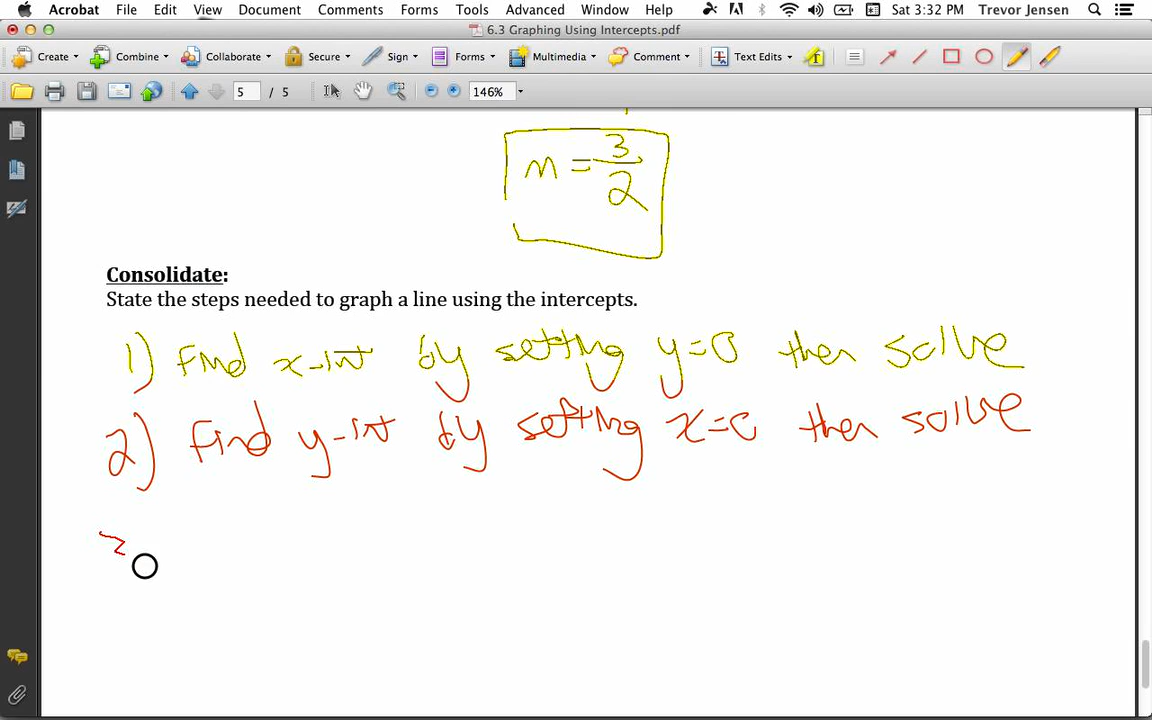 Acrobat File Edit View Document Comments Forms Tools Advanced Window Help Sat 3:32 PM Trevor Jensen
6.3 Graphing Using Intercepts.pdf
Create Combine Collaborate Secure Sign Forms Multimedia Comment Text Edits
5 / 5 146%
m = 3/2
Consolidate:
State the steps needed to graph a line using the intercepts.
1) Find x-int by setting y=0 then solve
2) Find y-int by setting x=0 then solve